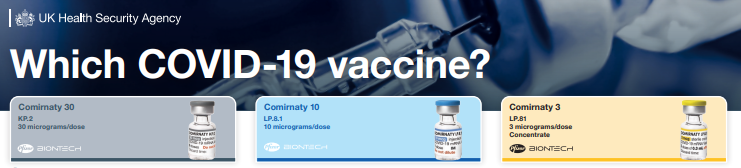 UK Health Security Agency
Which COVID-19 vaccine?
Comirnaty 30
KP.2
30 micrograms/dose
Pfizer BIONTECH
Comirnaty 10
LP.8.1
10 micrograms/dose
Pfizer BIONTECH
Comirnaty 3
LP.81
3 micrograms/dose
Concentrate
Pfizer BIONTECH